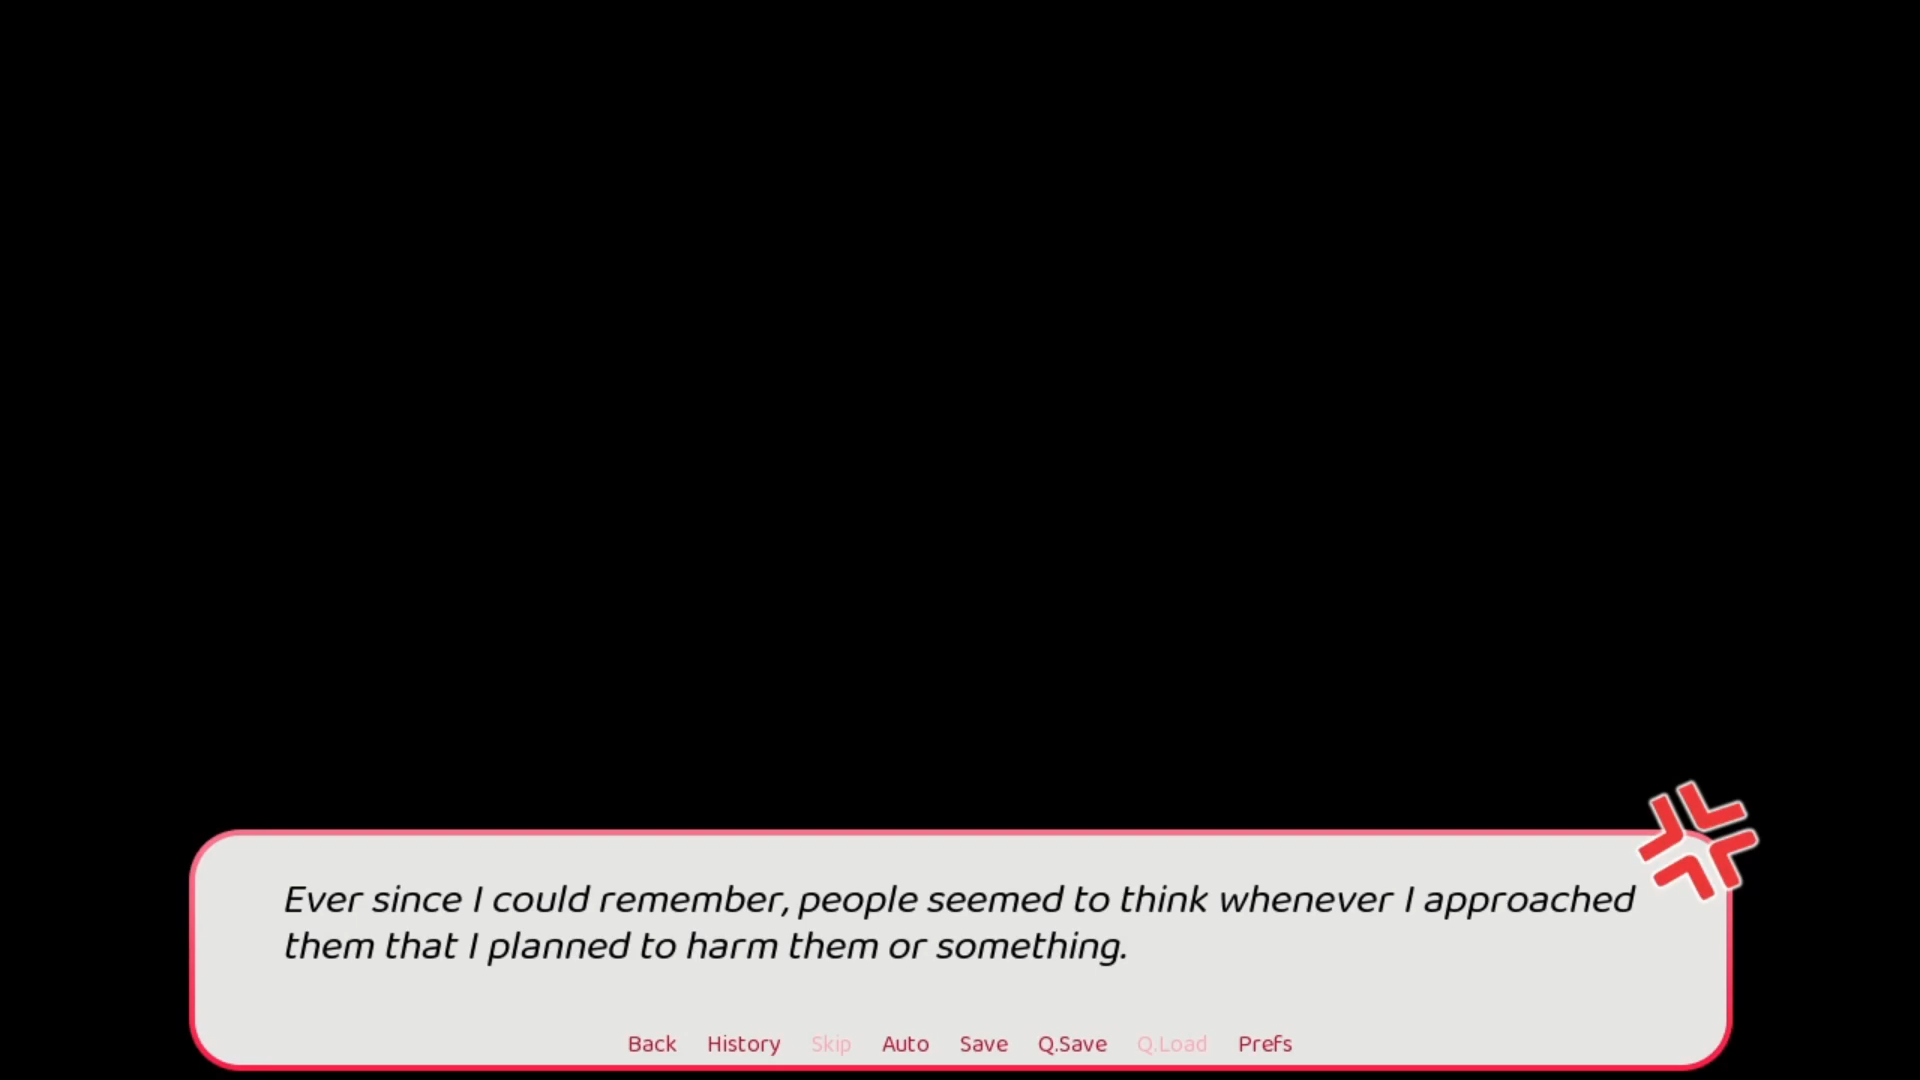 Ever since I could remember, people seemed to think whenever I approached
them that I planned to harm them or something.
Back History Skip Auto Save Q.Save Q.Load Prefs